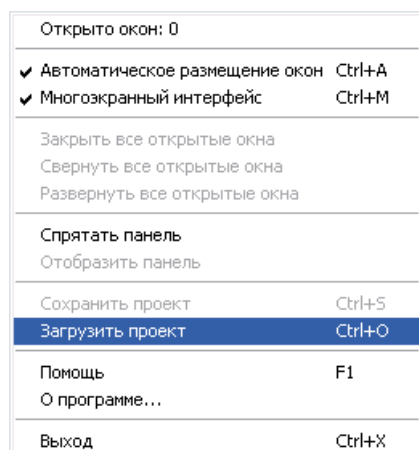 Открыто окон: 0
Автоматическое размещение окон Ctrl+A
Многоэкранный интерфейс Ctrl+M
Закрыть все открытые окна
Свернуть все открытые окна
Развернуть все открытые окна
Спрятать панель
Отобразить панель
Сохранить проект Ctrl+S
Загрузить проект Ctrl+O
Помощь F1
О программе...
Выход Ctrl+X